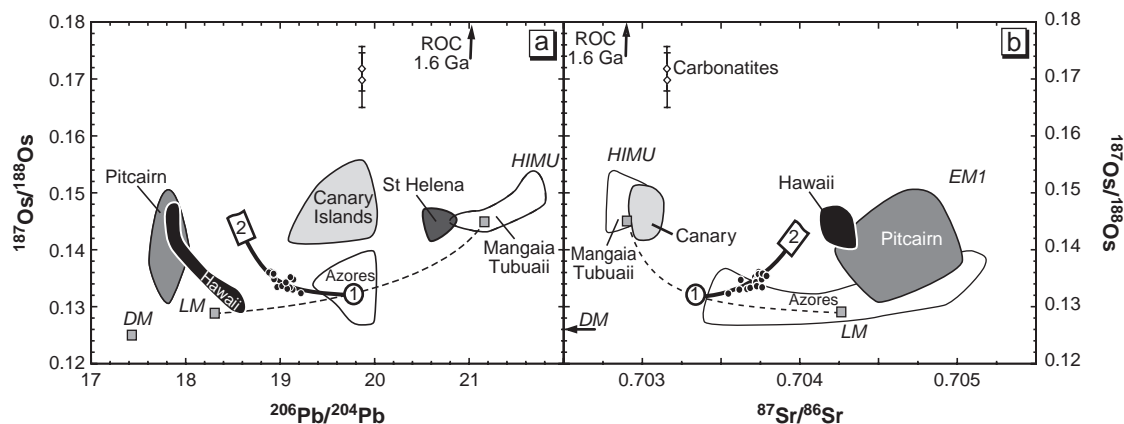 0.18
0.17
0.16
0.15
0.14
0.13
0.12
187Os/188Os
17
18
19
20
21
206Pb/204Pb
ROC
1.6 Ga
a
Pitcairn
Hawaii
2
DM
LM
Canary
Islands
St Helena
HIMU
Mangaia
Tubuaii
Azores
1
ROC
1.6 Ga
b
Carbonatites
HIMU
Mangaia
Tubuaii
Canary
Hawaii
EM1
2
Pitcairn
1
Azores
LM
DM
0.703
0.704
0.705
87Sr/86Sr
0.18
0.17
0.16
0.15
0.14
0.13
0.12
187Os/188Os